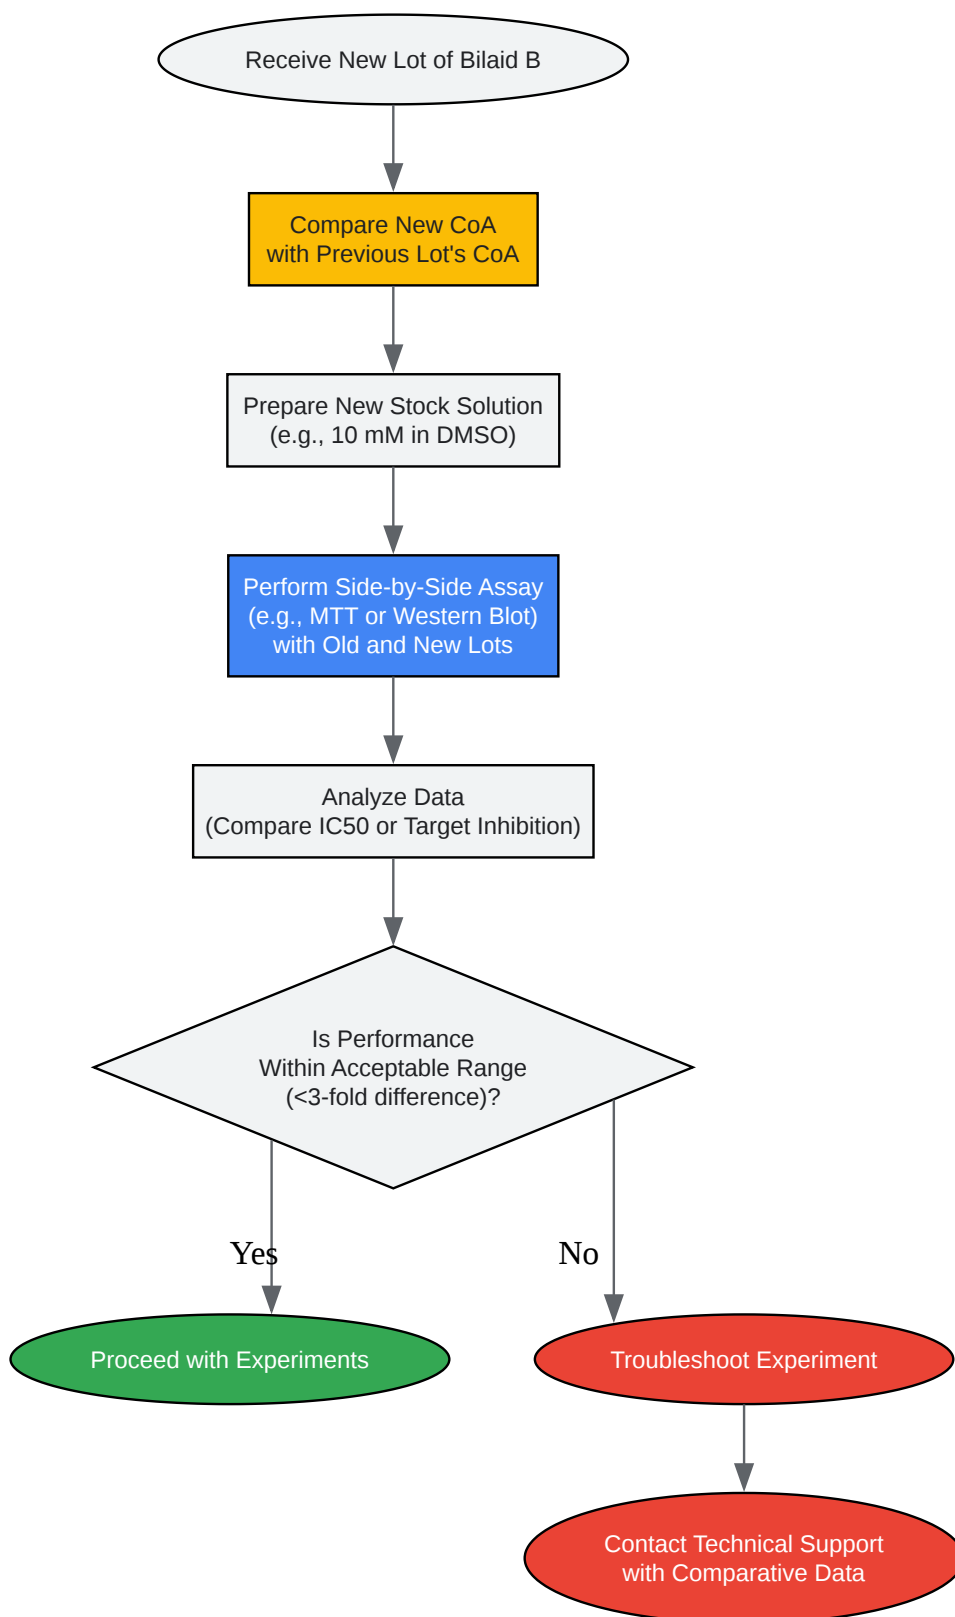 Receive New Lot of Bilaid B
Compare New CoA
with Previous Lot's CoA
Prepare New Stock Solution
(e.g., 10 mM in DMSO)
Perform Side-by-Side Assay
(e.g., MTT or Western Blot)
with Old and New Lots
Analyze Data
(Compare IC50 or Target Inhibition)
Is Performance
Within Acceptable Range
(<3-fold difference)?
Yes
No
Proceed with Experiments
Troubleshoot Experiment
Contact Technical Support
with Comparative Data